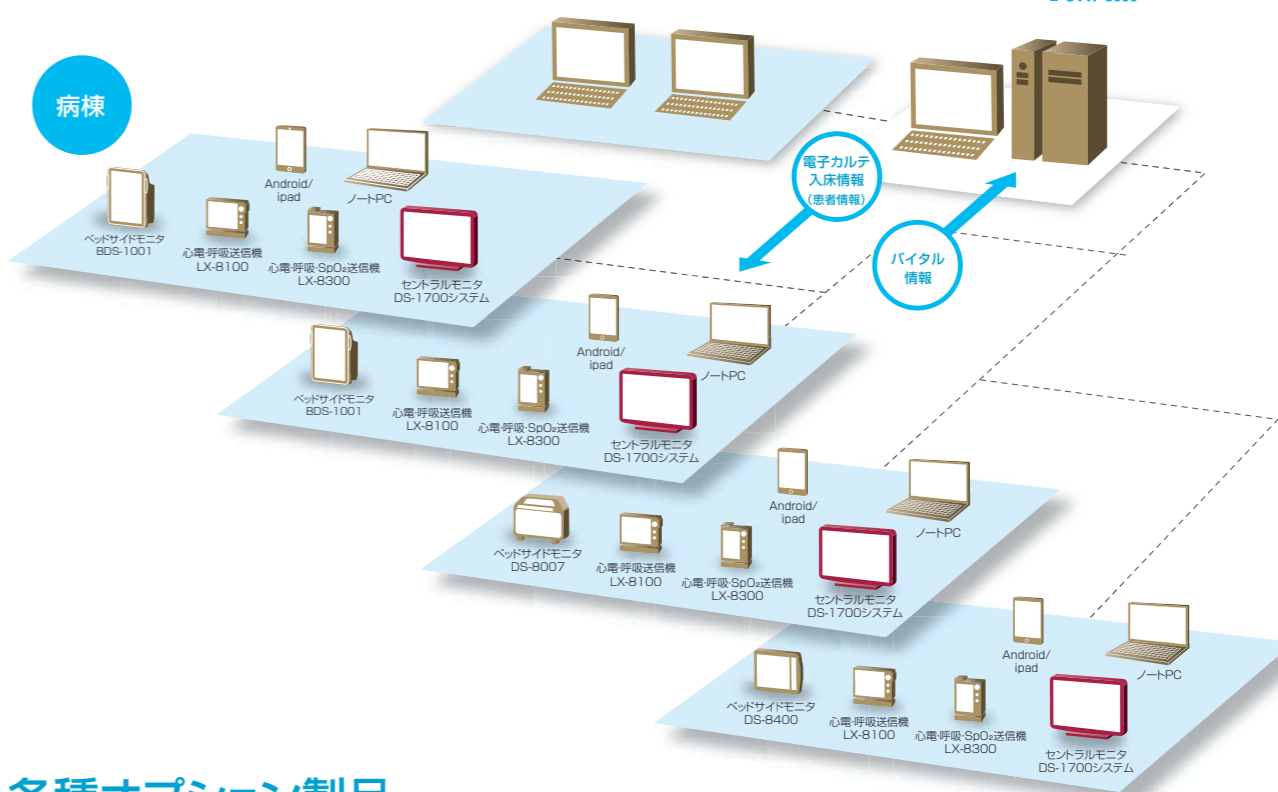 病棟
電子カルテ
入床情報
(患者情報)
バイタル
情報
Android/
ipad
ノートPC
ベッドサイドモニタ
BDS-1001
心電・呼吸送信機
LX-8100
心電・呼吸・SpO₂送信機
LX-8300
セントラルモニタ
DS-1700システム
Android/
ipad
ノートPC
ベッドサイドモニタ
BDS-1001
心電・呼吸送信機
LX-8100
心電・呼吸・SpO₂送信機
LX-8300
セントラルモニタ
DS-1700システム
Android/
ipad
ノートPC
ベッドサイドモニタ
DS-8007
心電・呼吸送信機
LX-8100
心電・呼吸・SpO₂送信機
LX-8300
セントラルモニタ
DS-1700システム
Android/
ipad
ノートPC
ベッドサイドモニタ
DS-8400
心電・呼吸送信機
LX-8100
心電・呼吸・SpO₂送信機
LX-8300
セントラルモニタ
DS-1700システム
各種オプション製品